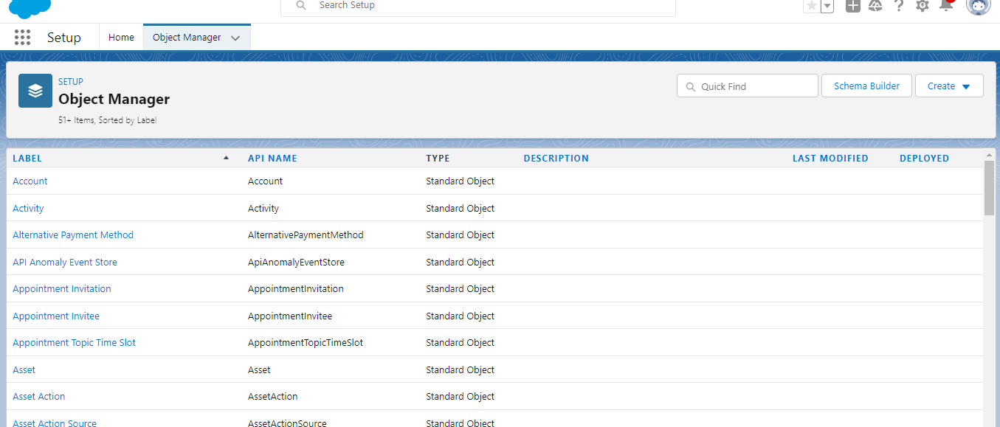 Search Setup
Setup Home Object Manager
SETUP
Object Manager
51+ Items, Sorted by Label
Quick Find Schema Builder Create
LABEL API NAME TYPE DESCRIPTION LAST MODIFIED DEPLOYED
Account Account Standard Object
Activity Activity Standard Object
Alternative Payment Method AlternativePaymentMethod Standard Object
API Anomaly Event Store ApiAnomalyEventStore Standard Object
Appointment Invitation AppointmentInvitation Standard Object
Appointment Invitee AppointmentInvitee Standard Object
Appointment Topic Time Slot AppointmentTopicTimeSlot Standard Object
Asset Asset Standard Object
Asset Action AssetAction Standard Object
Asset Action Source AssetActionSource Standard Object